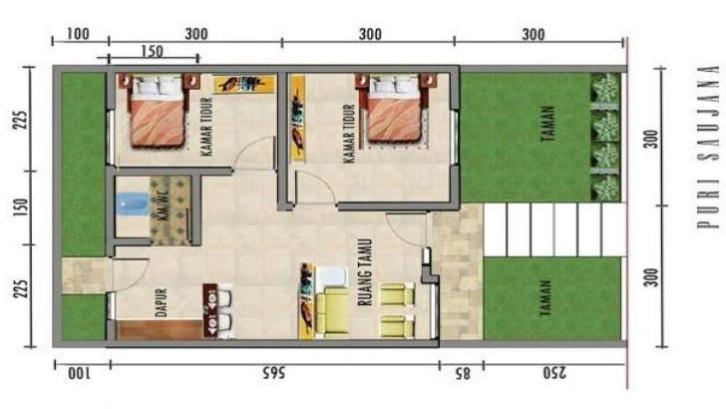 100
300
300
300
150
225
150
225
KAMAR TIDUR
KAMAR TIDUR
TAMAN
150
KM/WC
DAPUR
RUANG TAMU
TAMAN
300
300
PURI SAUJANA
100
565
85
250